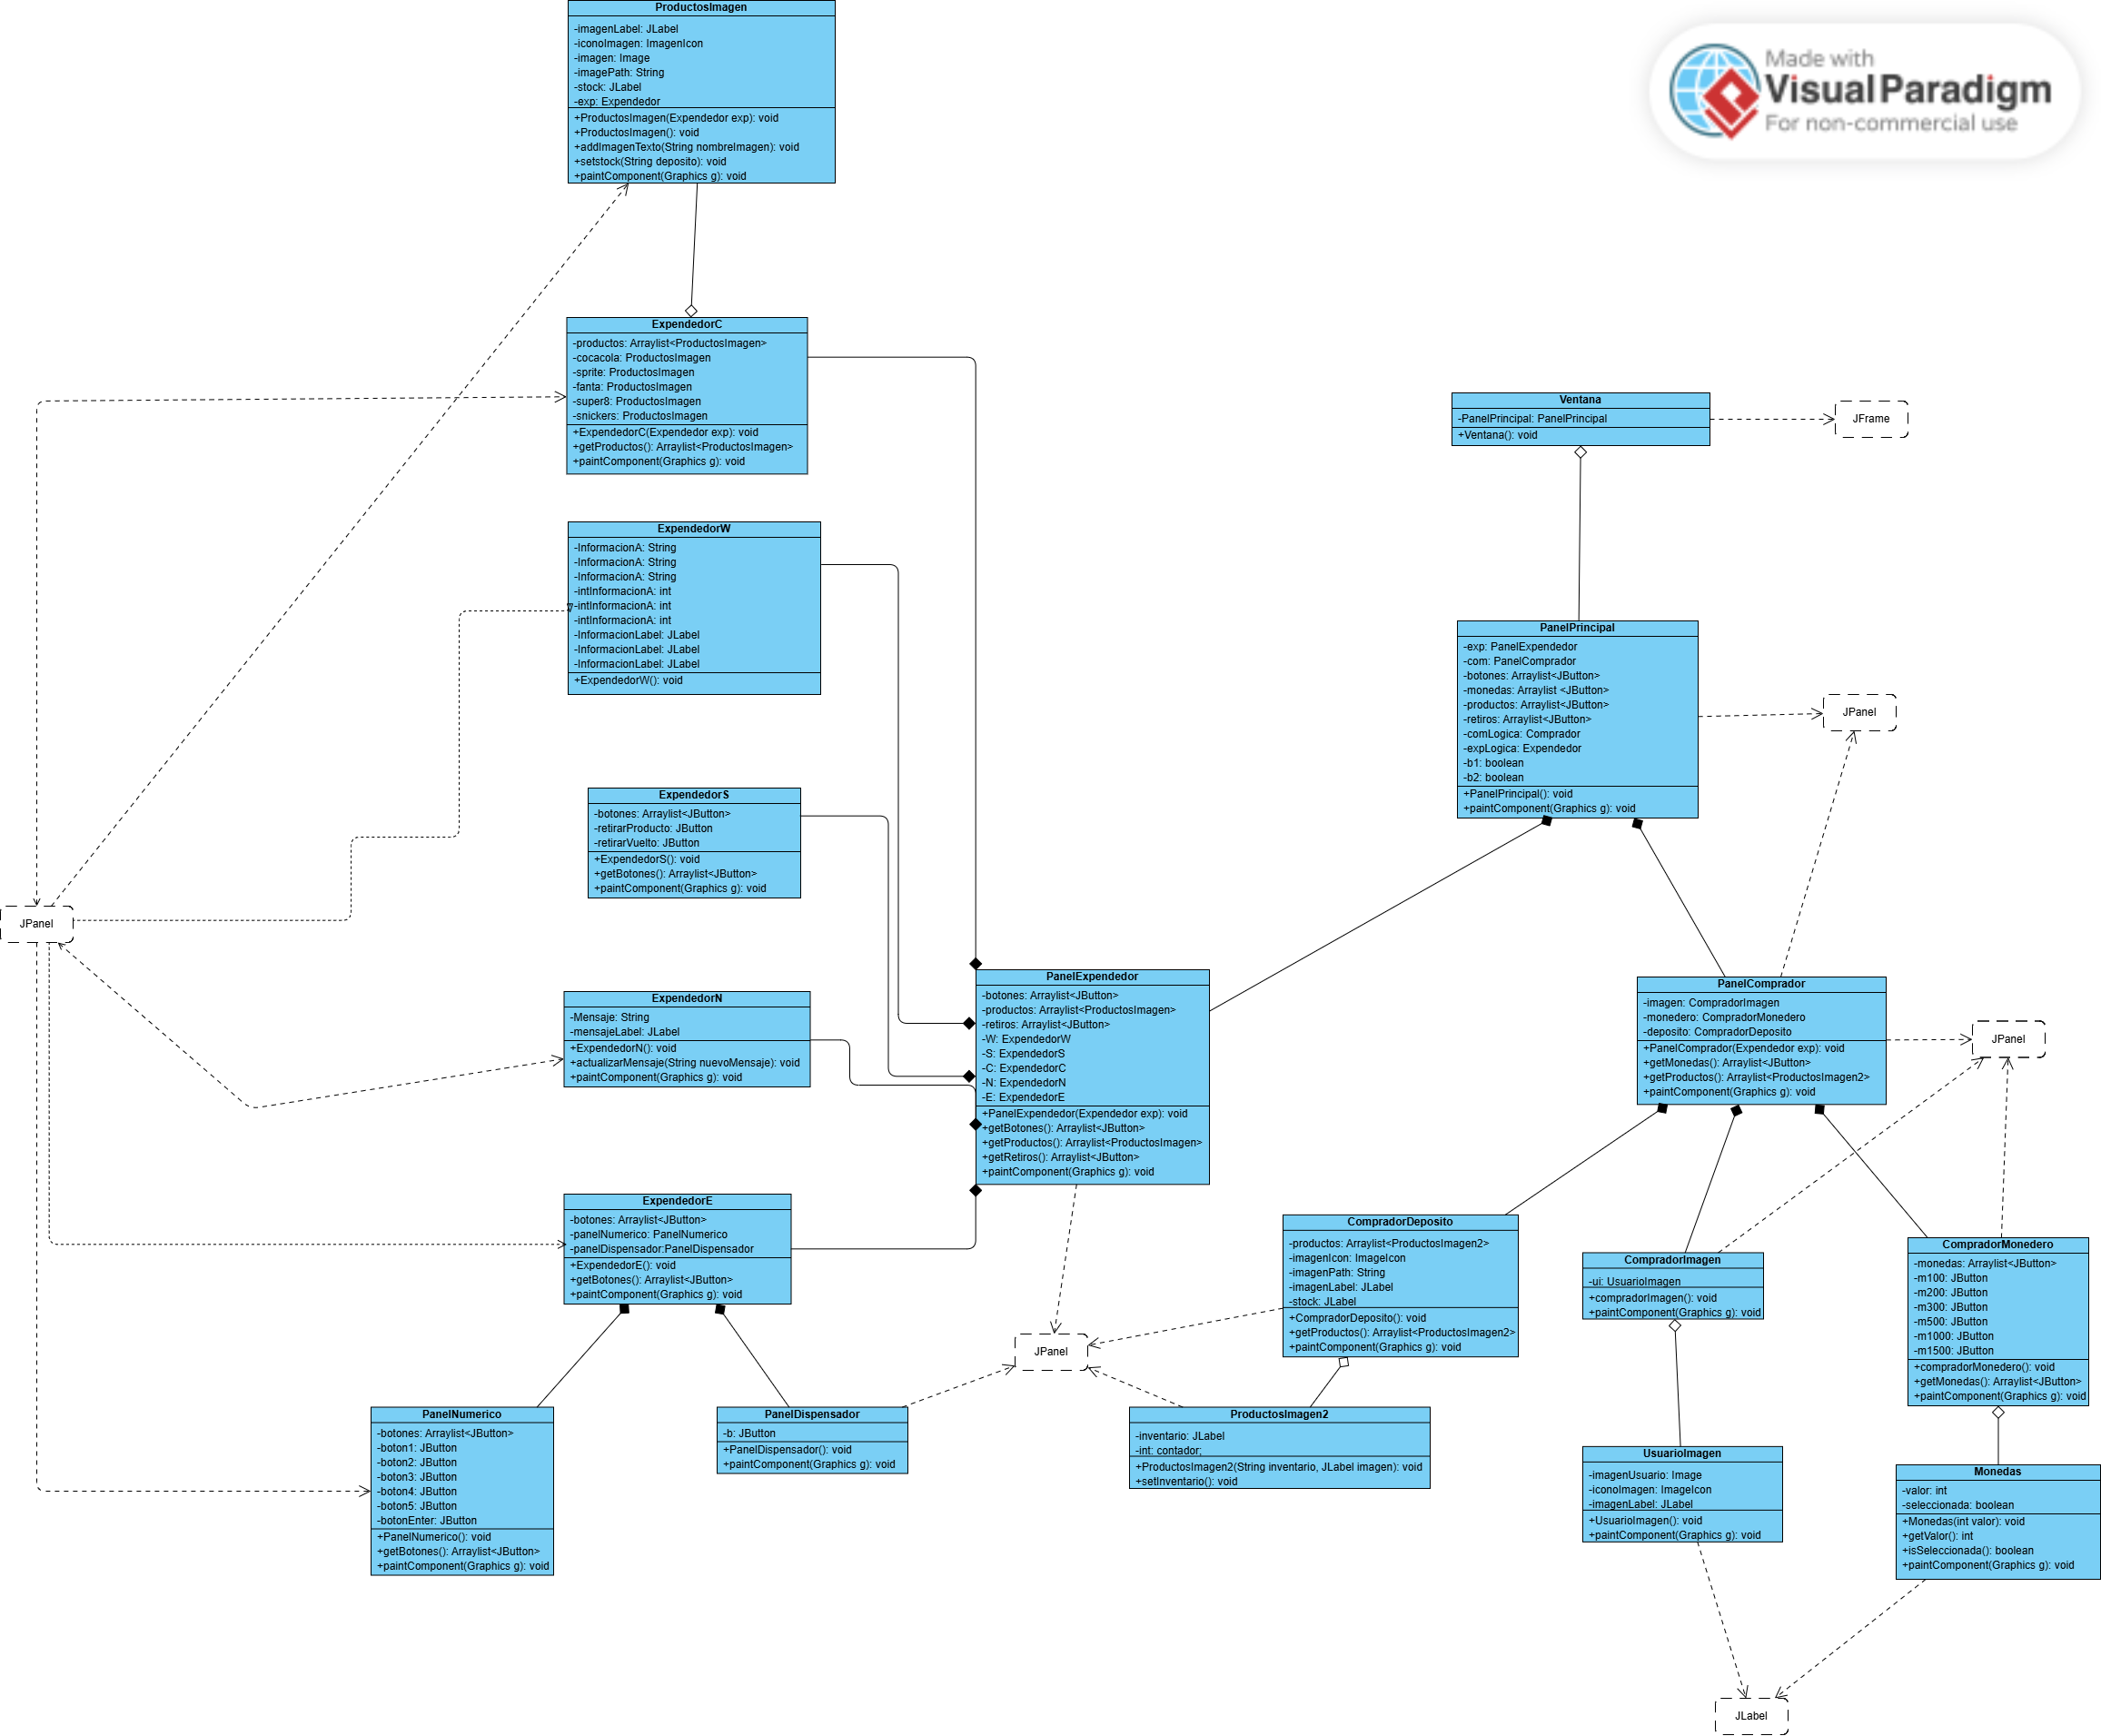 ProductosImagen
-imagenLabel: JLabel
-iconoImagen: ImagenIcon
-imagen: Image
-imagePath: String
-stock: JLabel
-exp: Expendedor
+ProductosImagen(Expendedor exp): void
+ProductosImagen(): void
+addImagenTexto(String nombreImagen): void
+setstock(String deposito): void
+paintComponent(Graphics g): void
Made with
Visual Paradigm
For non-commercial use
ExpendedorC
-productos: Arraylist<ProductosImagen>
-cocacola: ProductosImagen
-sprite: ProductosImagen
-fanta: ProductosImagen
-super8: ProductosImagen
-snickers: ProductosImagen
+ExpendedorC(Expendedor exp): void
+getProductos(): Arraylist<ProductosImagen>
+paintComponent(Graphics g): void
Ventana
-PanelPrincipal: PanelPrincipal
+Ventana(): void
JFrame
ExpendedorW
-InformacionA: String
-InformacionA: String
-InformacionA: String
-intInformacionA: int
-intInformacionA: int
-intInformacionA: int
-InformacionLabel: JLabel
-InformacionLabel: JLabel
-InformacionLabel: JLabel
+ExpendedorW(): void
PanelPrincipal
-exp: PanelExpendedor
-com: PanelComprador
-botones: Arraylist<JButton>
-monedas: Arraylist <JButton>
-productos: Arraylist<JButton>
-retiros: Arraylist<JButton>
-comLogica: Comprador
-expLogica: Expendedor
-b1: boolean
-b2: boolean
+PanelPrincipal(): void
+paintComponent(Graphics g): void
JPanel
ExpendedorS
-botones: Arraylist<JButton>
-retirarProducto: JButton
-retirarVuelto: JButton
+ExpendedorS(): void
+getBotones(): Arraylist<JButton>
+paintComponent(Graphics g): void
JPanel
ExpendedorN
-Mensaje: String
-mensajeLabel: JLabel
+ExpendedorN(): void
+actualizarMensaje(String nuevoMensaje): void
+paintComponent(Graphics g): void
PanelExpendedor
-botones: Arraylist<JButton>
-productos: Arraylist<ProductosImagen>
-retiros: Arraylist<JButton>
-W: ExpendedorW
-S: ExpendedorS
-C: ExpendedorC
-N: ExpendedorN
-E: ExpendedorE
+PanelExpendedor(Expendedor exp): void
+getBotones(): Arraylist<JButton>
+getProductos(): Arraylist<ProductosImagen>
+getRetiros(): Arraylist<JButton>
+paintComponent(Graphics g): void
PanelComprador
-imagen: CompradorImagen
-monedero: CompradorMonedero
-deposito: CompradorDeposito
+PanelComprador(Expendedor exp): void
+getMonedas(): Arraylist<JButton>
+getProductos(): Arraylist<ProductosImagen2>
+paintComponent(Graphics g): void
JPanel
ExpendedorE
-botones: Arraylist<JButton>
-panelNumerico: PanelNumerico
-panelDispensador:PanelDispensador
+ExpendedorE(): void
+getBotones(): Arraylist<JButton>
+paintComponent(Graphics g): void
CompradorDeposito
-productos: Arraylist<ProductosImagen2>
-imagenIcon: ImageIcon
-imagenPath: String
-imagenLabel: JLabel
-stock: JLabel
+CompradorDeposito(): void
+getProductos(): Arraylist<ProductosImagen2>
+paintComponent(Graphics g): void
CompradorImagen
-ui: UsuarioImagen
+compradorImagen(): void
+paintComponent(Graphics g): void
CompradorMonedero
-monedas: Arraylist<JButton>
-m100: JButton
-m200: JButton
-m300: JButton
-m500: JButton
-m1000: JButton
-m1500: JButton
+compradorMonedero(): void
+getMonedas(): Arraylist<JButton>
+paintComponent(Graphics g): void
JPanel
PanelNumerico
-botones: Arraylist<JButton>
-boton1: JButton
-boton2: JButton
-boton3: JButton
-boton4: JButton
-boton5: JButton
-botonEnter: JButton
+PanelNumerico(): void
+getBotones(): Arraylist<JButton>
+paintComponent(Graphics g): void
PanelDispensador
-b: JButton
+PanelDispensador(): void
+paintComponent(Graphics g): void
ProductosImagen2
-inventario: JLabel
-int: contador;
+ProductosImagen2(String inventario, JLabel imagen): void
+setInventario(): void
UsuarioImagen
-imagenUsuario: Image
-iconoImagen: ImagenIcon
-imagenLabel: JLabel
+UsuarioImagen(): void
+paintComponent(Graphics g): void
Monedas
-valor: int
-seleccionada: boolean
+Monedas(int valor): void
+getValor(): int
+isSeleccionada(): boolean
+paintComponent(Graphics g): void
JLabel